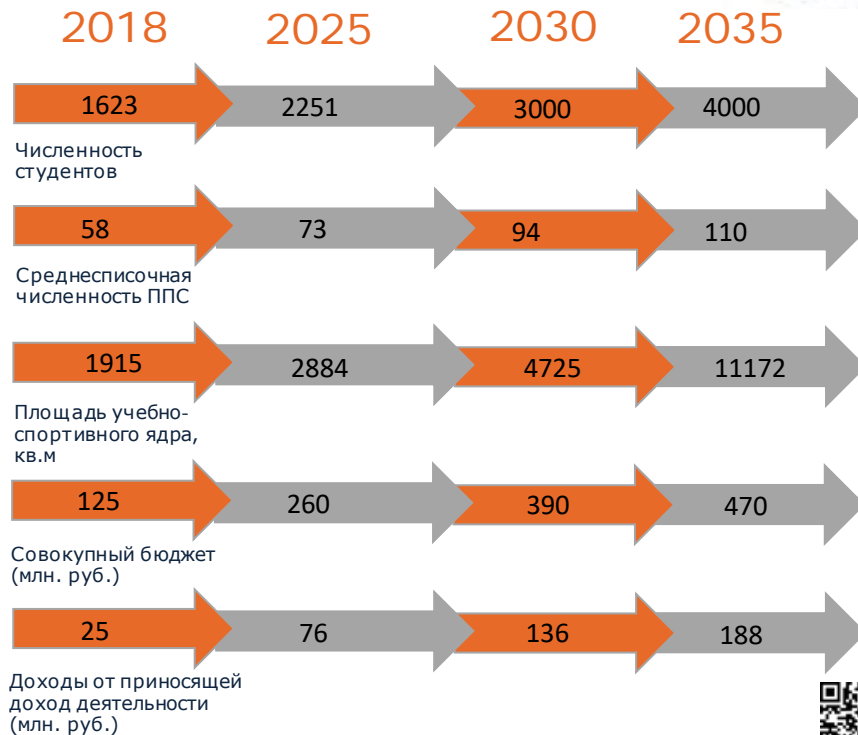 2018 2025 2030 2035
1623 2251 3000 4000
Численность
студентов
58 73 94 110
Среднесписочная
численность ППС
1915 2884 4725 11172
Площадь учебно-
спортивного ядра,
кв.м
125 260 390 470
Совокупный бюджет
(млн. руб.)
25 76 136 188
Доходы от приносящей
доход деятельности
(млн. руб.)